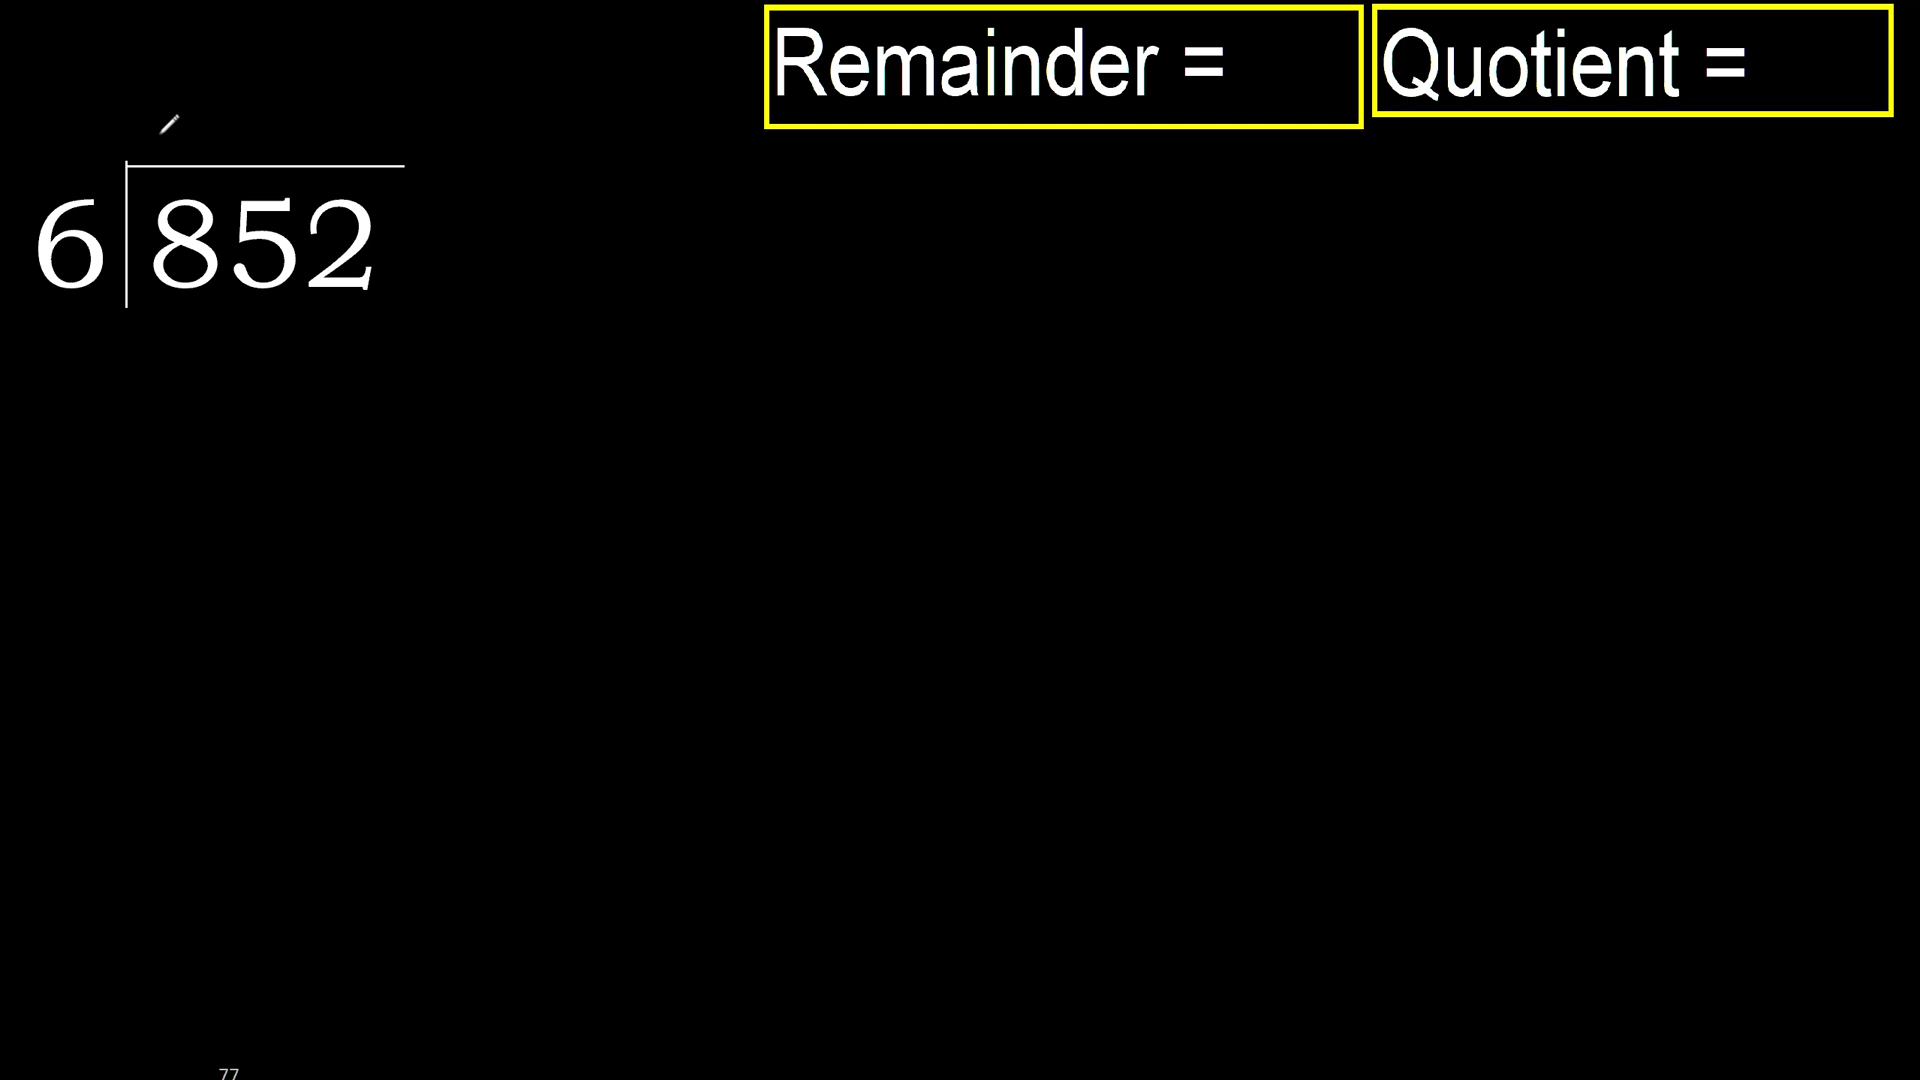 Remainder =
Quotient =
6 852
77